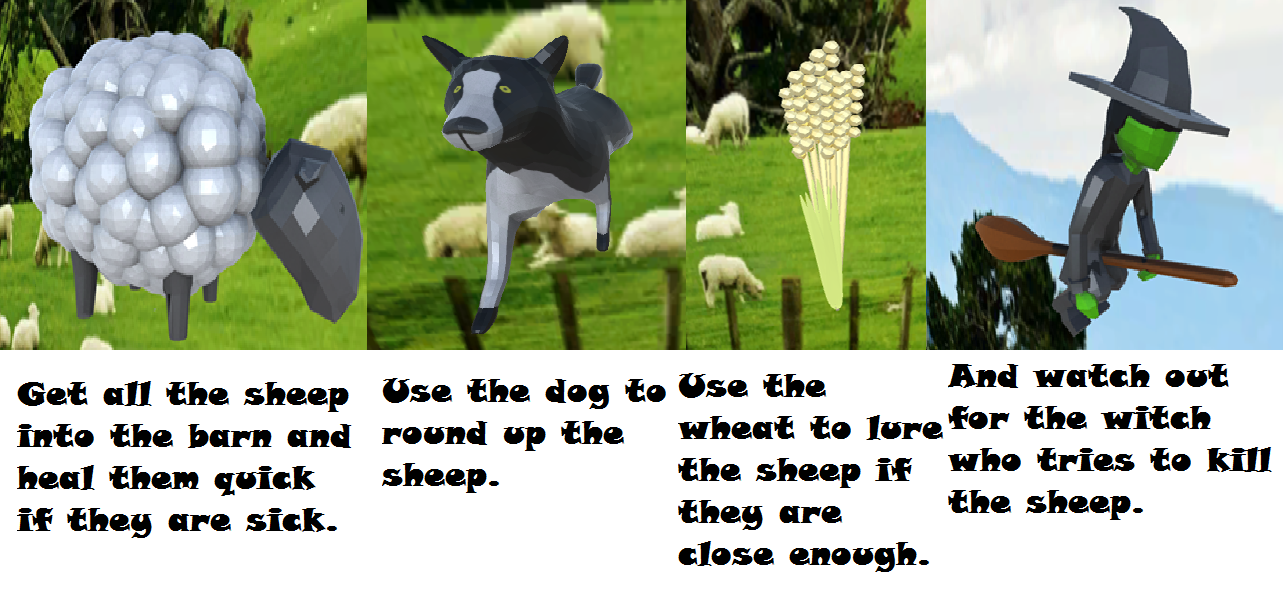 Get all the sheep
into the barn and
heal them quick
if they are sick.
Use the dog to
round up the
sheep.
Use the
wheat to lure
the sheep if
they are
close enough.
And watch out
for the witch
who tries to kill
the sheep.